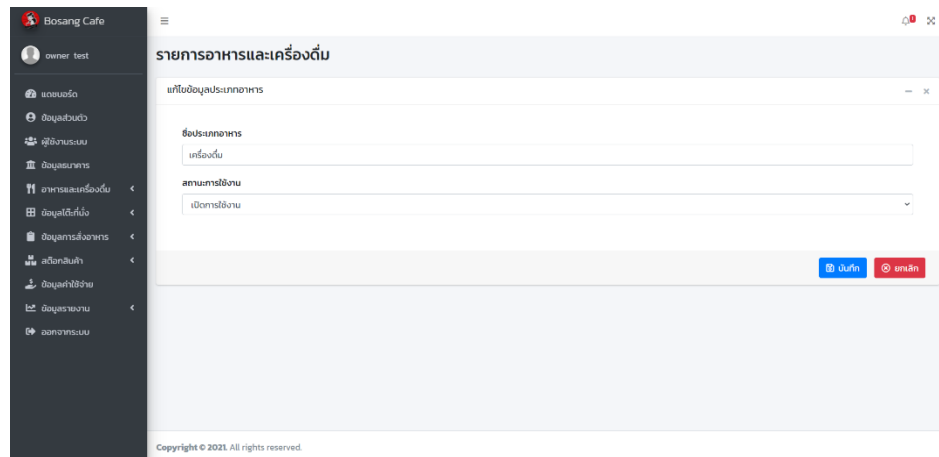 Bosang Cafe
owner test
แดชบอร์ด
ข้อมูลส่วนตัว
ผู้ใช้งานระบบ
ข้อมูลธนาคาร
อาหารและเครื่องดื่ม
ข้อมูลโต๊ะที่นั่ง
ข้อมูลการสั่งอาหาร
สต๊อกสินค้า
ข้อมูลค่าใช้จ่าย
ข้อมูลรายงาน
ออกจากระบบ
รายการอาหารและเครื่องดื่ม
แก้ไขข้อมูลประเภทอาหาร
ชื่อประเภทอาหาร
เครื่องดื่ม
สถานะการใช้งาน
เปิดการใช้งาน
บันทึก
ยกเลิก
Copyright © 2021. All rights reserved.